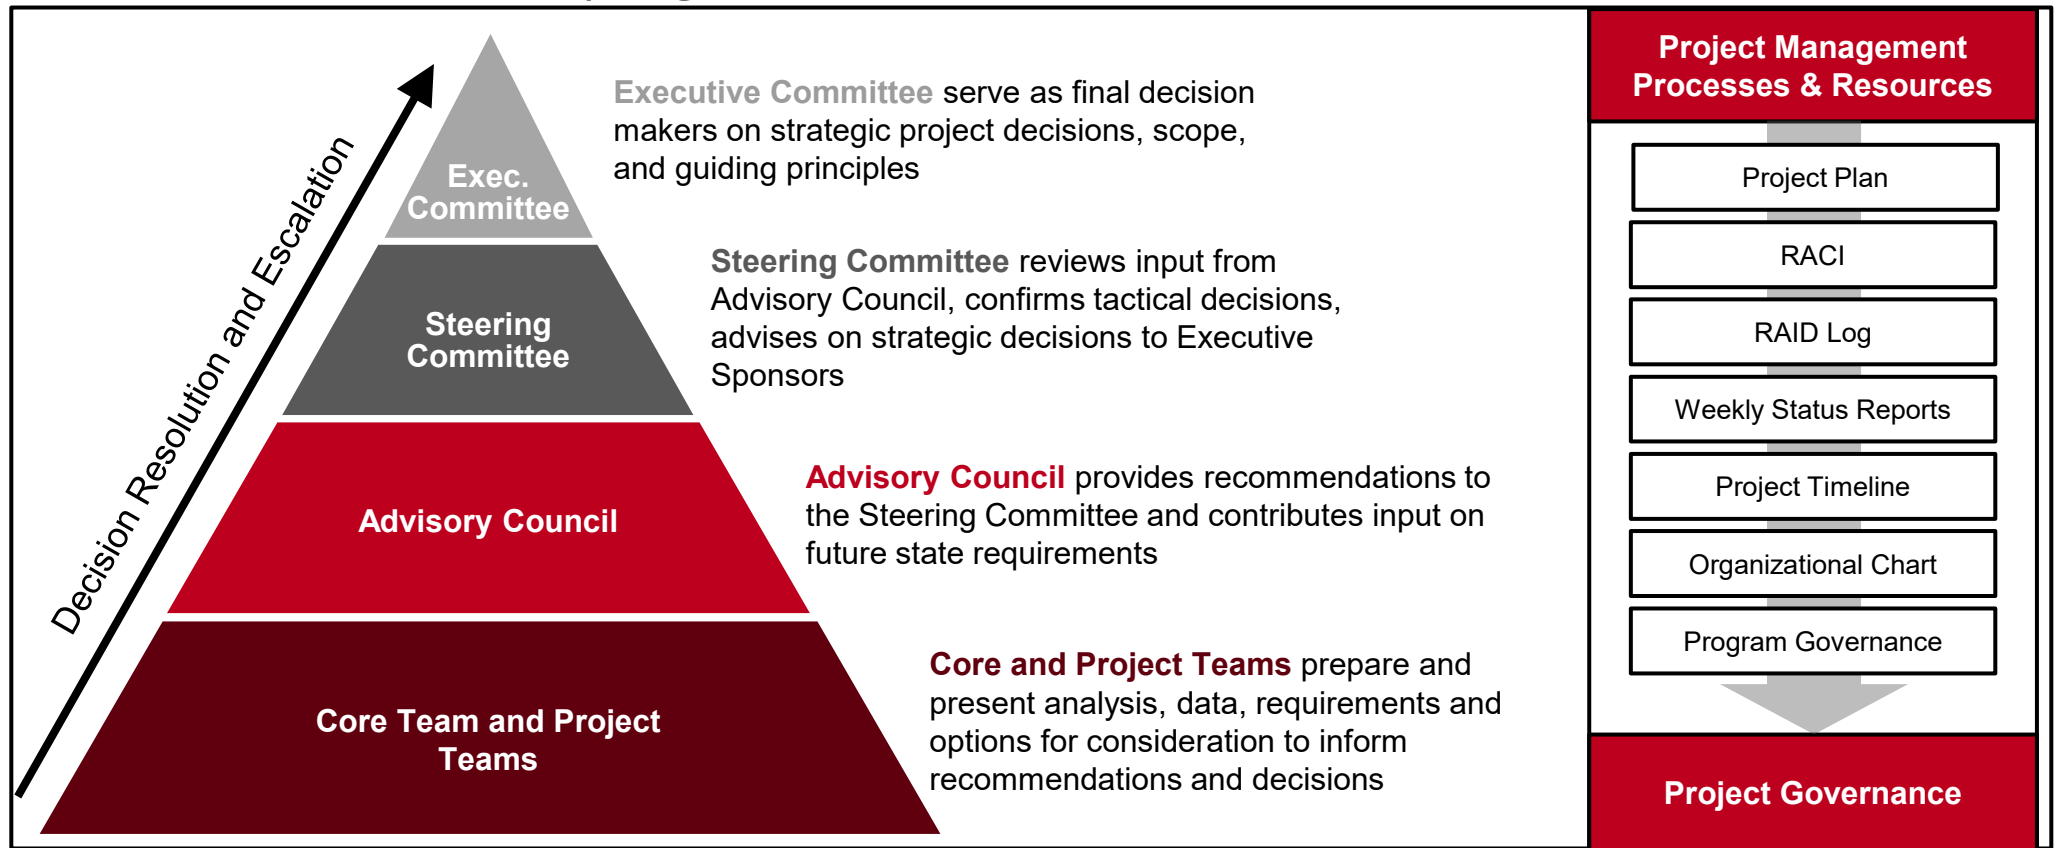 Decision Resolution and Escalation
Exec.
Committee
Steering
Committee
Advisory Council
Core Team and Project
Teams
Executive Committee serve as final decision
makers on strategic project decisions, scope,
and guiding principles
Steering Committee reviews input from
Advisory Council, confirms tactical decisions,
advises on strategic decisions to Executive
Sponsors
Advisory Council provides recommendations to
the Steering Committee and contributes input on
future state requirements
Core and Project Teams prepare and
present analysis, data, requirements and
options for consideration to inform
recommendations and decisions
Project Management
Processes & Resources
Project Plan
RACI
RAID Log
Weekly Status Reports
Project Timeline
Organizational Chart
Program Governance
Project Governance